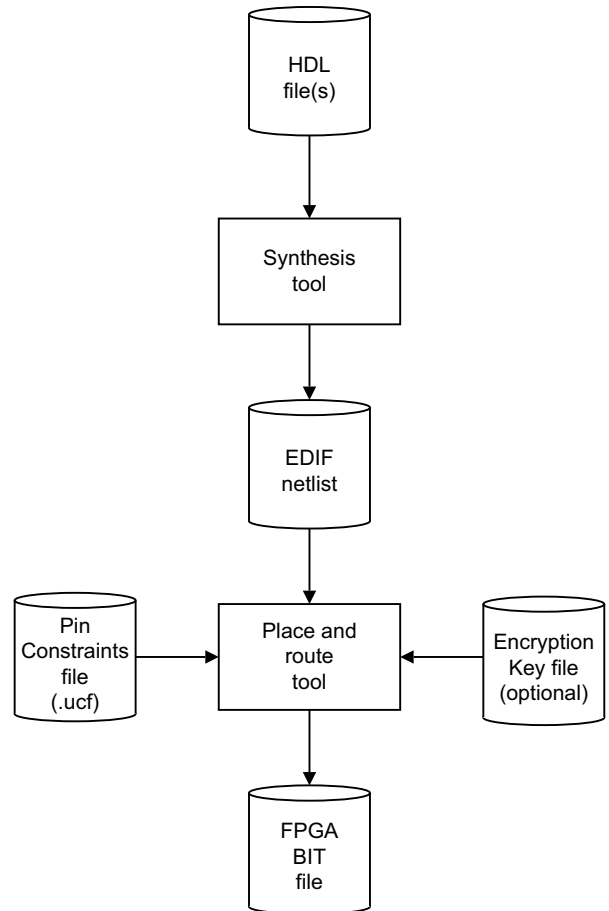 HDL
file(s)
Synthesis
tool
EDIF
netlist
Pin
Constraints
file
(.ucf)
Place and
route
tool
Encryption
Key file
(optional)
FPGA
BIT
file